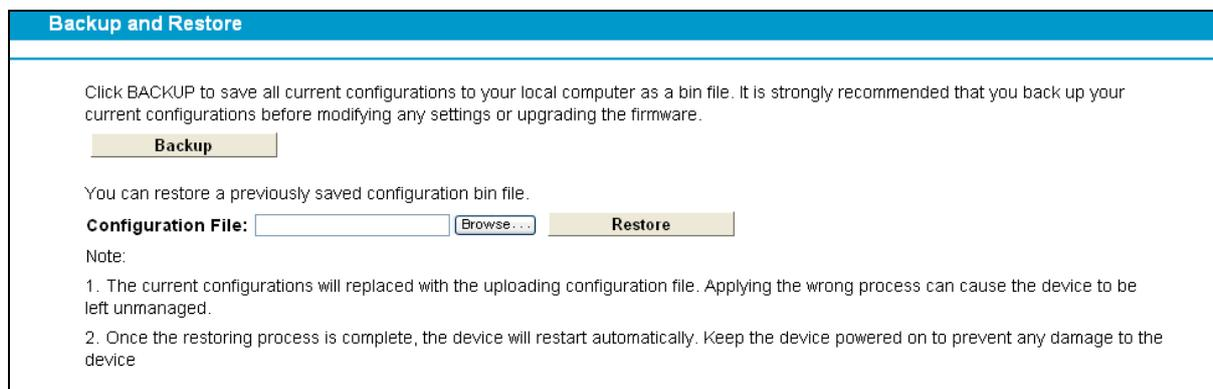 Backup and Restore
Click BACKUP to save all current configurations to your local computer as a bin file. It is strongly recommended that you back up your
current configurations before modifying any settings or upgrading the firmware.
Backup
You can restore a previously saved configuration bin file.
Configuration File: Browse... Restore
Note:
1. The current configurations will replaced with the uploading configuration file. Applying the wrong process can cause the device to be
left unmanaged.
2. Once the restoring process is complete, the device will restart automatically. Keep the device powered on to prevent any damage to the
device